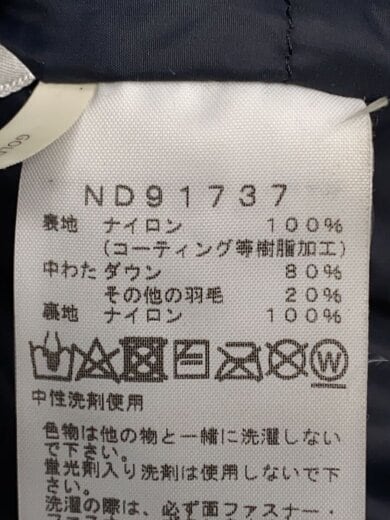 GOL
ND91737
表地 ナイロン 100%
(コーティング等樹脂加工)
中わた ダウン 80%
その他の羽毛 20%
裏地 ナイロン 100%
W
中性洗剤使用
色物は他の物と一緒に洗濯しない
で下さい。
蛍光剤入り洗剤は使用しないで
下さい。
洗濯の際は、必ず面ファスナー・